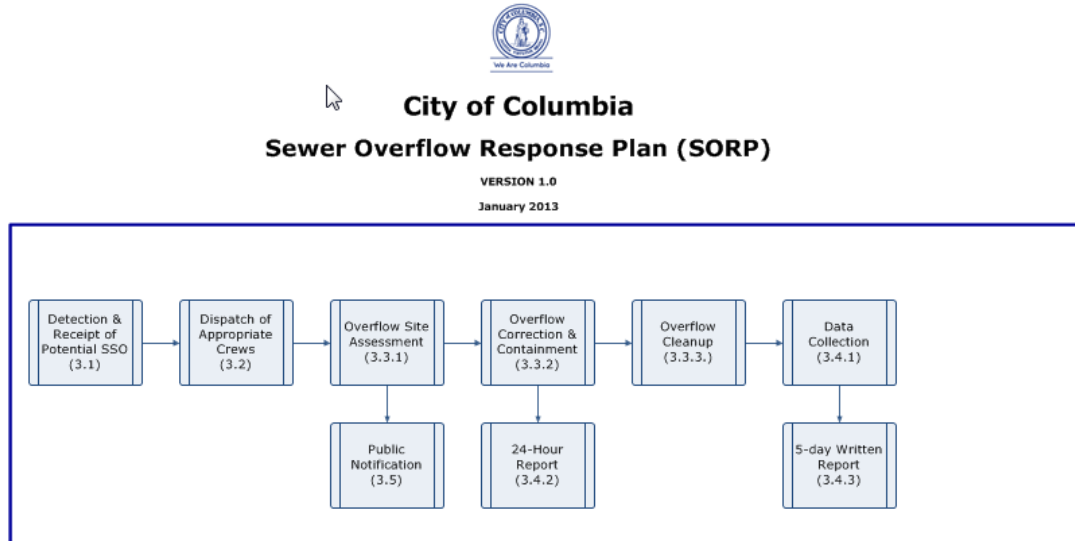 We Are Columbia
City of Columbia
Sewer Overflow Response Plan (SORP)
VERSION 1.0
January 2013
Detection &
Receipt of
Potential SSO
(3.1)
Dispatch of
Appropriate
Crews
(3.2)
Overflow Site
Assessment
(3.3.1)
Overflow
Correction &
Containment
(3.3.2)
Overflow
Cleanup
(3.3.3.)
Data
Collection
(3.4.1)
Public
Notification
(3.5)
24-Hour
Report
(3.4.2)
5-day Written
Report
(3.4.3)